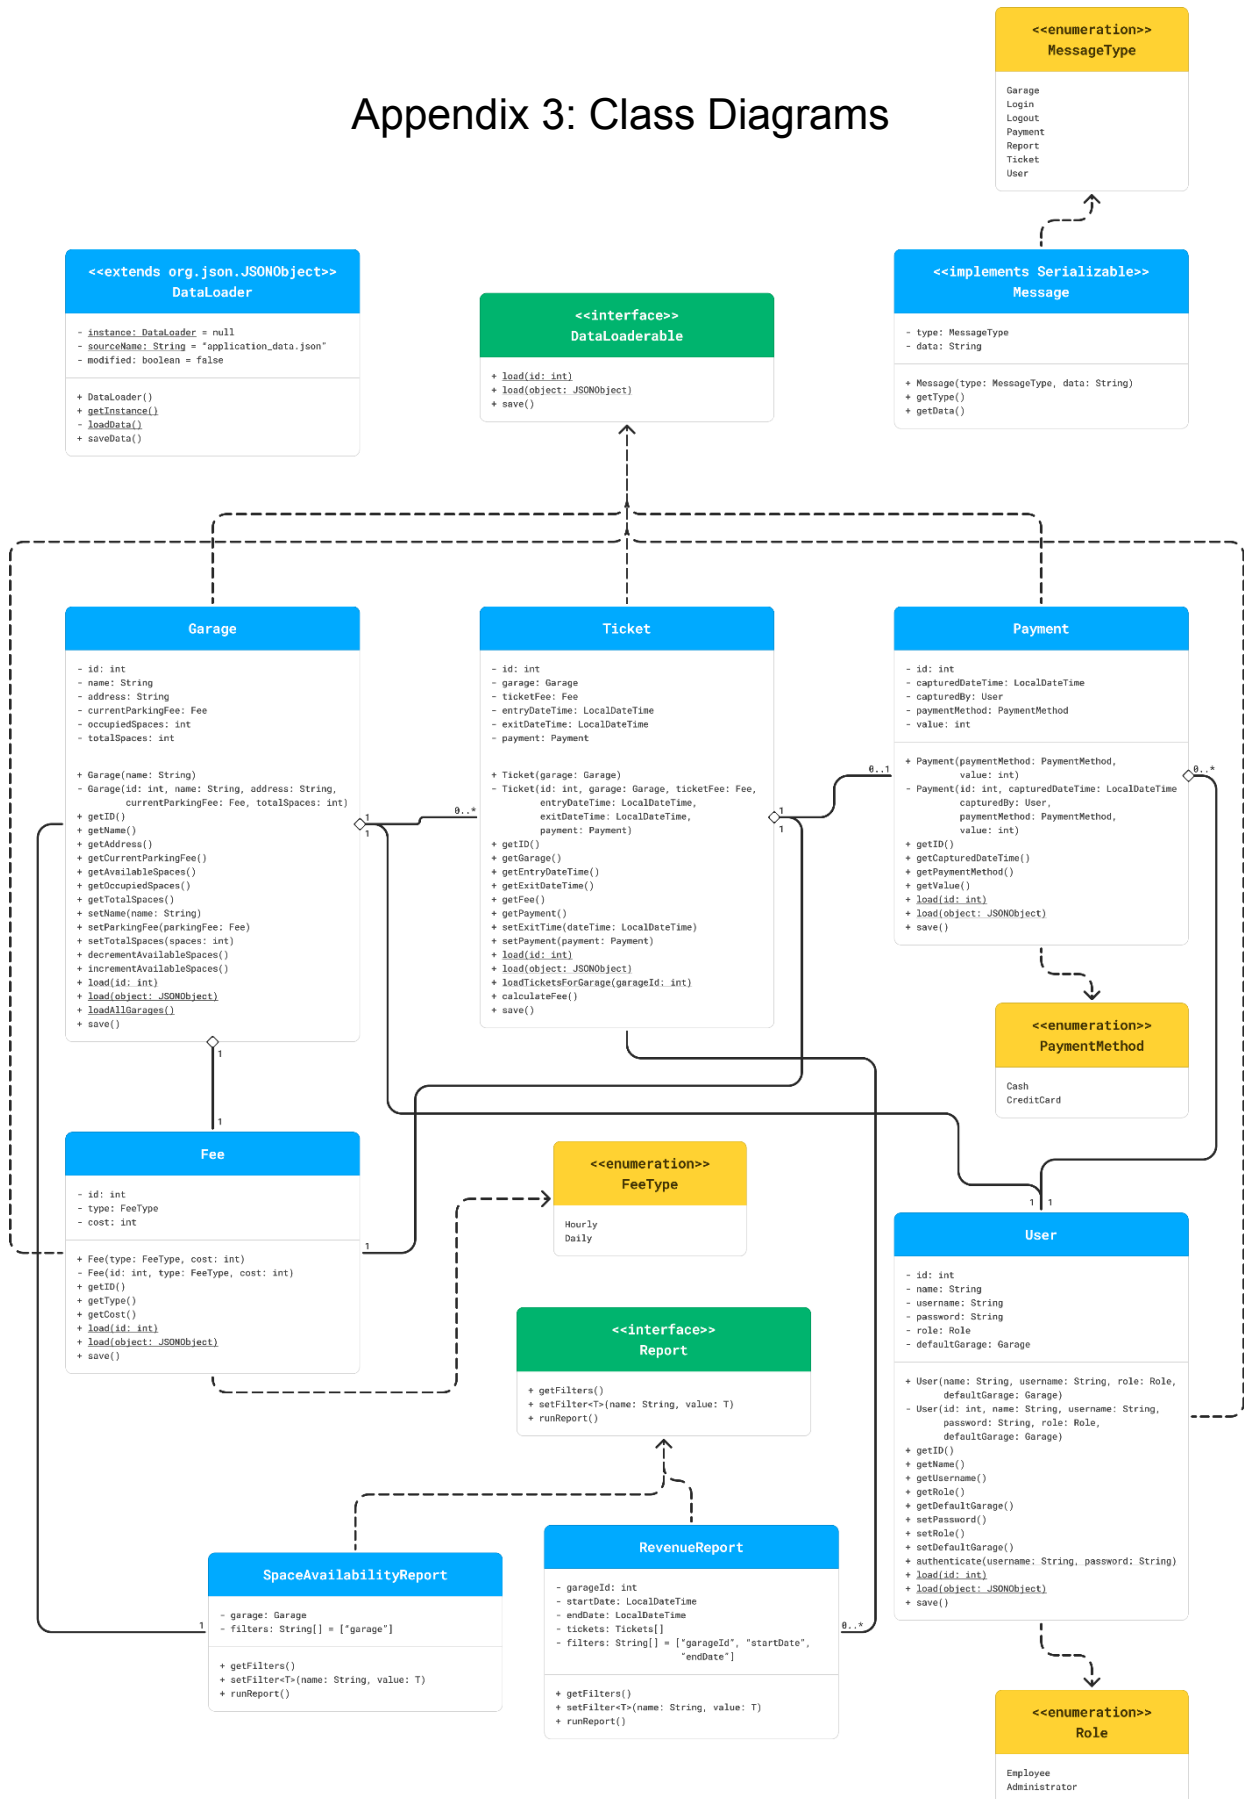 <<enumeration>>
MessageType
Garage
Login
Logout
Payment
Report
Ticket
User
Appendix 3: Class Diagrams
<<extends org.json.JSONObject>>
DataLoader
- instance: DataLoader = null
- sourceName: String = “application_data.json”
- modified: boolean = false
+ DataLoader()
+ getInstance()
- loadData()
+ saveData()
<<interface>>
DataLoaderable
+ load(id: int)
+ load(object: JSONObject)
+ save()
<<implements Serializable>>
Message
- type: MessageType
- data: String
+ Message(type: MessageType, data: String)
+ getType()
+ getData()
Garage
- id: int
- name: String
- address: String
- currentParkingFee: Fee
- occupiedSpaces: int
- totalSpaces: int
+ Garage(name: String)
- Garage(id: int, name: String, address: String,
currentParkingFee: Fee, totalSpaces: int)
+ getID()
+ getName()
+ getAddress()
+ getCurrentParkingFee()
+ getAvailableSpaces()
+ getOccupiedSpaces()
+ getTotalSpaces()
+ setName(name: String)
+ setParkingFee(parkingFee: Fee)
+ setTotalSpaces(spaces: int)
+ decrementAvailableSpaces()
+ incrementAvailableSpaces()
+ load(id: int)
+ load(object: JSONObject)
+ loadAllGarages()
+ save()
1
1
0..*
1
1
Ticket
- id: int
- garage: Garage
- ticketFee: Fee
- entryDateTime: LocalDateTime
- exitDateTime: LocalDateTime
- payment: Payment
+ Ticket(garage: Garage)
- Ticket(id: int, garage: Garage, ticketFee: Fee,
entryDateTime: LocalDateTime,
exitDateTime: LocalDateTime,
payment: Payment)
+ getID()
+ getGarage()
+ getEntryDateTime()
+ getExitDateTime()
+ getFee()
+ getPayment()
+ setExitTime(dateTime: LocalDateTime)
+ setPayment(payment: Payment)
+ load(id: int)
+ load(object: JSONObject)
+ loadTicketsForGarage(garageId: int)
+ calculateFee()
+ save()
1
1
0..1
Payment
- id: int
- capturedDateTime: LocalDateTime
- capturedBy: User
- paymentMethod: PaymentMethod
- value: int
+ Payment(paymentMethod: PaymentMethod,
value: int)
- Payment(id: int, capturedDateTime: LocalDateTime
capturedBy: User,
paymentMethod: PaymentMethod,
value: int)
+ getID()
+ getCapturedDateTime()
+ getPaymentMethod()
+ getValue()
+ load(id: int)
+ load(object: JSONObject)
+ save()
0..*
<<enumeration>>
PaymentMethod
Cash
CreditCard
Fee
- id: int
- type: FeeType
- cost: int
+ Fee(type: FeeType, cost: int)
- Fee(id: int, type: FeeType, cost: int)
+ getID()
+ getType()
+ getCost()
+ load(id: int)
+ load(object: JSONObject)
+ save()
1
<<enumeration>>
FeeType
Hourly
Daily
<<interface>>
Report
+ getFilters()
+ setFilter<T>(name: String, value: T)
+ runReport()
1
1
User
- id: int
- name: String
- username: String
- password: String
- role: Role
- defaultGarage: Garage
+ User(name: String, username: String, role: Role,
defaultGarage: Garage)
- User(id: int, name: String, username: String,
password: String, role: Role,
defaultGarage: Garage)
+ getID()
+ getName()
+ getUsername()
+ getRole()
+ getDefaultGarage()
+ setPassword()
+ setRole()
+ setDefaultGarage()
+ authenticate(username: String, password: String)
+ load(id: int)
+ load(object: JSONObject)
+ save()
SpaceAvailabilityReport
- garage: Garage
- filters: String[] = [“garage”]
+ getFilters()
+ setFilter<T>(name: String, value: T)
+ runReport()
1
RevenueReport
- garageId: int
- startDate: LocalDateTime
- endDate: LocalDateTime
- tickets: Tickets[]
- filters: String[] = [“garageId”, “startDate”,
“endDate”]
+ getFilters()
+ setFilter<T>(name: String, value: T)
+ runReport()
0..*
<<enumeration>>
Role
Employee
Administrator